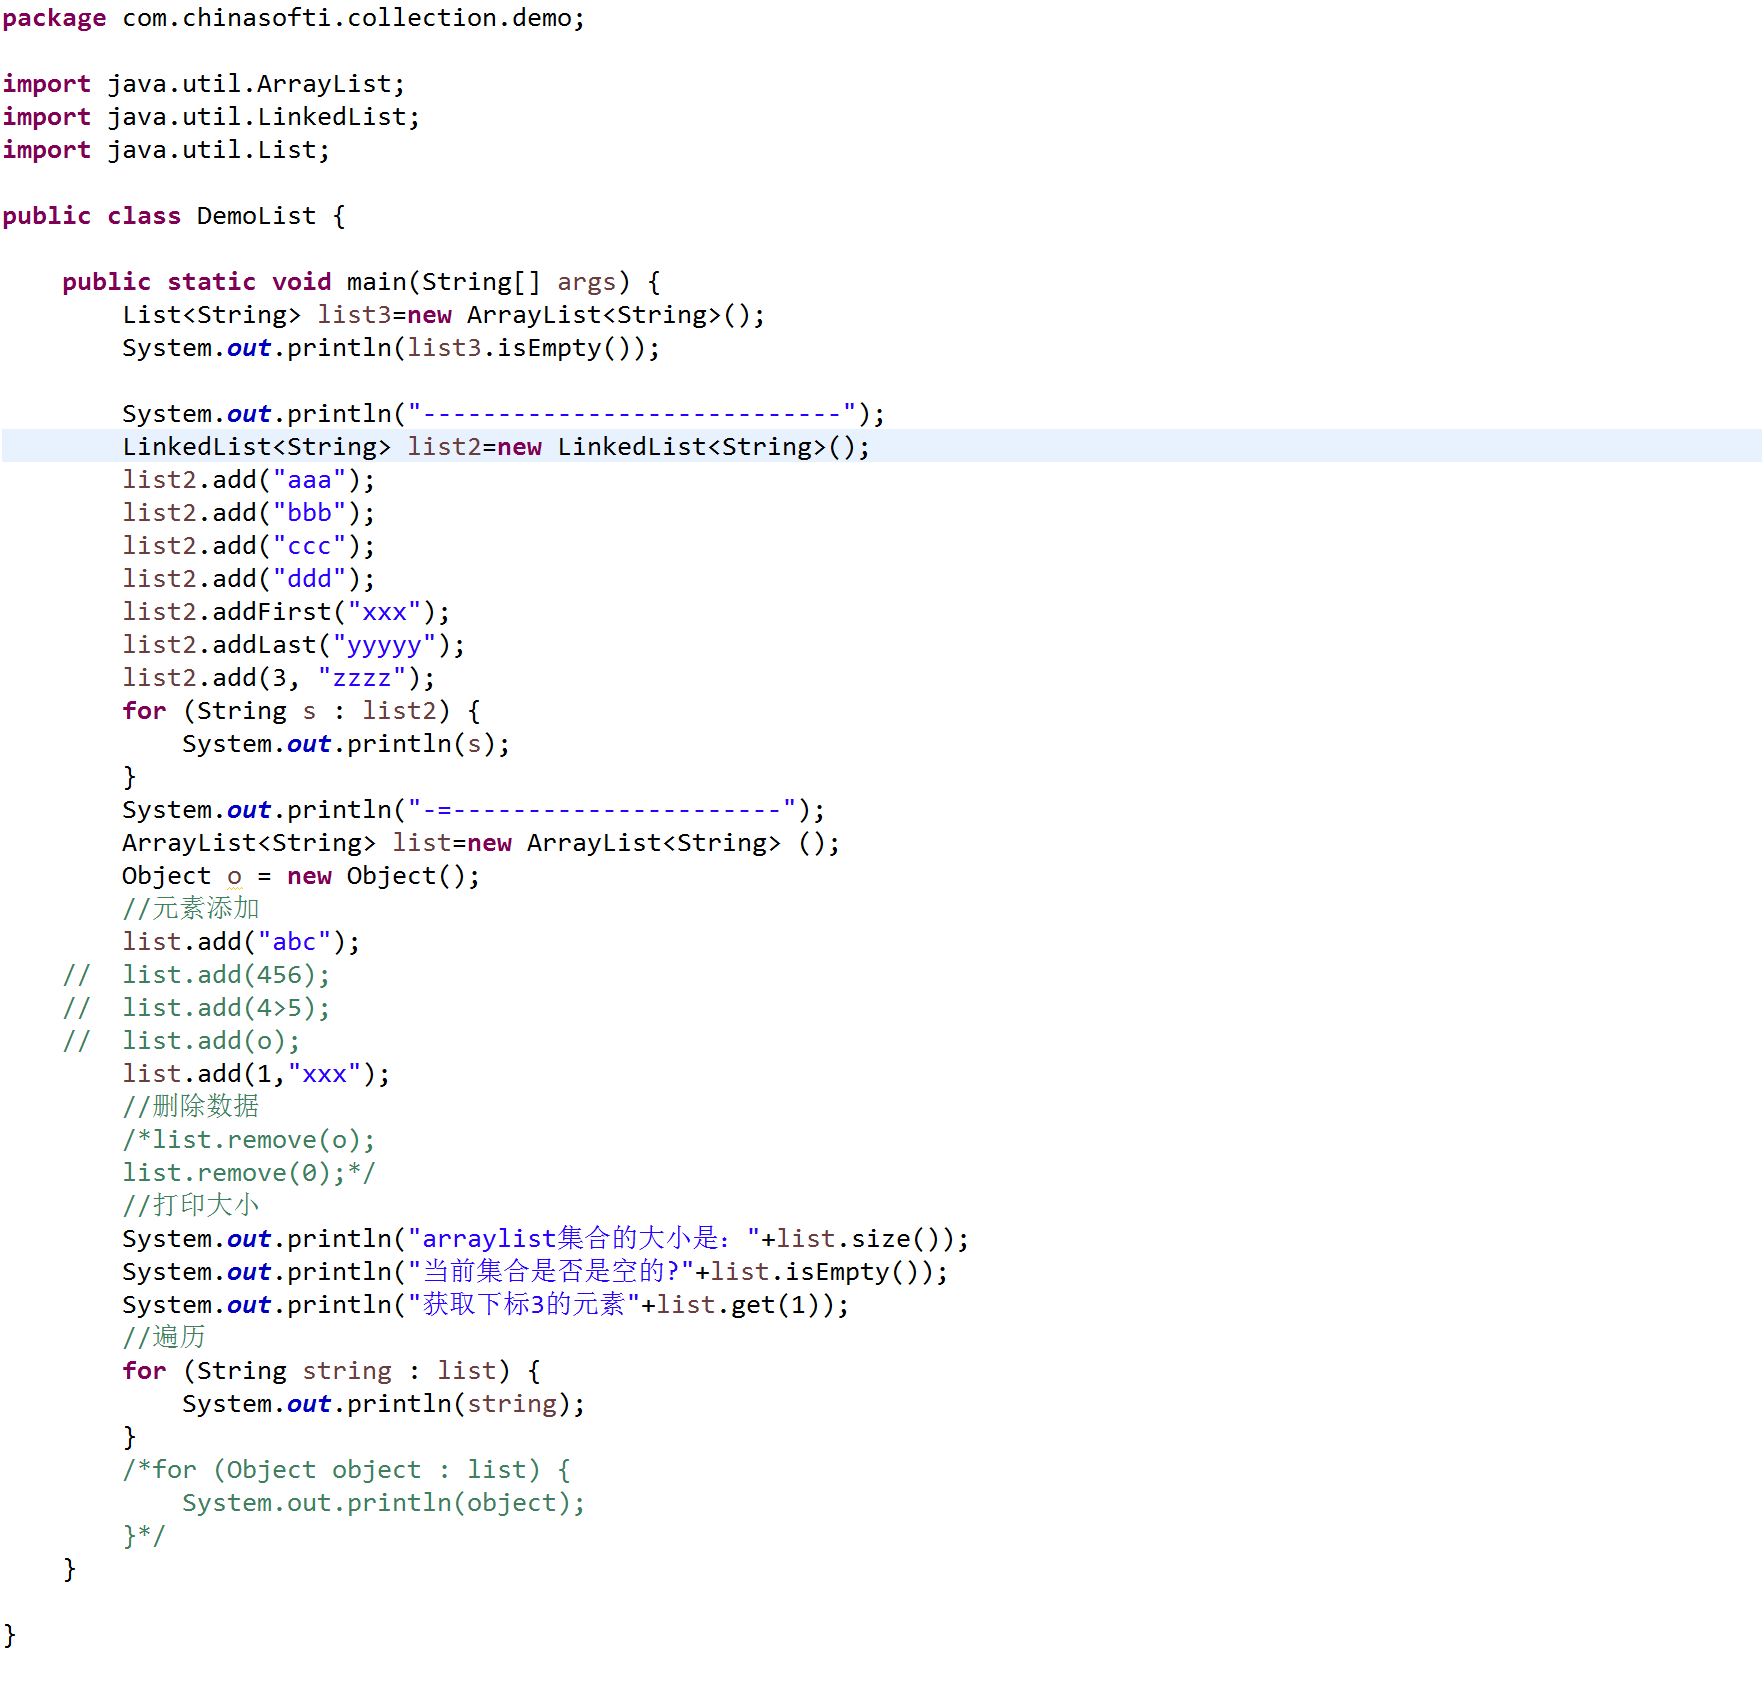 package com.chinasofti.collection.demo;
import java.util.ArrayList;
import java.util.LinkedList;
import java.util.List;
public class DemoList {
public static void main(String[] args) {
List<String> list3=new ArrayList<String>();
System.out.println(list3.isEmpty());
System.out.println("----------------------------");
LinkedList<String> list2=new LinkedList<String>();
list2.add("aaa");
list2.add("bbb");
list2.add("ccc");
list2.add("ddd");
list2.addFirst("xxx");
list2.addLast("yyyyy");
list2.add(3, "zzzz");
for (String s : list2) {
System.out.println(s);
}
System.out.println("-=----------------------");
ArrayList<String> list=new ArrayList<String> ();
Object o = new Object();
//元素添加
list.add("abc");
// list.add(456);
// list.add(4>5);
// list.add(o);
list.add(1,"xxx");
//删除数据
/*list.remove(o);
list.remove(0);*/
//打印大小
System.out.println("arraylist集合的大小是："+list.size());
System.out.println("当前集合是否是空的?"+list.isEmpty());
System.out.println("获取下标3的元素"+list.get(1));
//遍历
for (String string : list) {
System.out.println(string);
}
/*for (Object object : list) {
System.out.println(object);
}*/
}
}